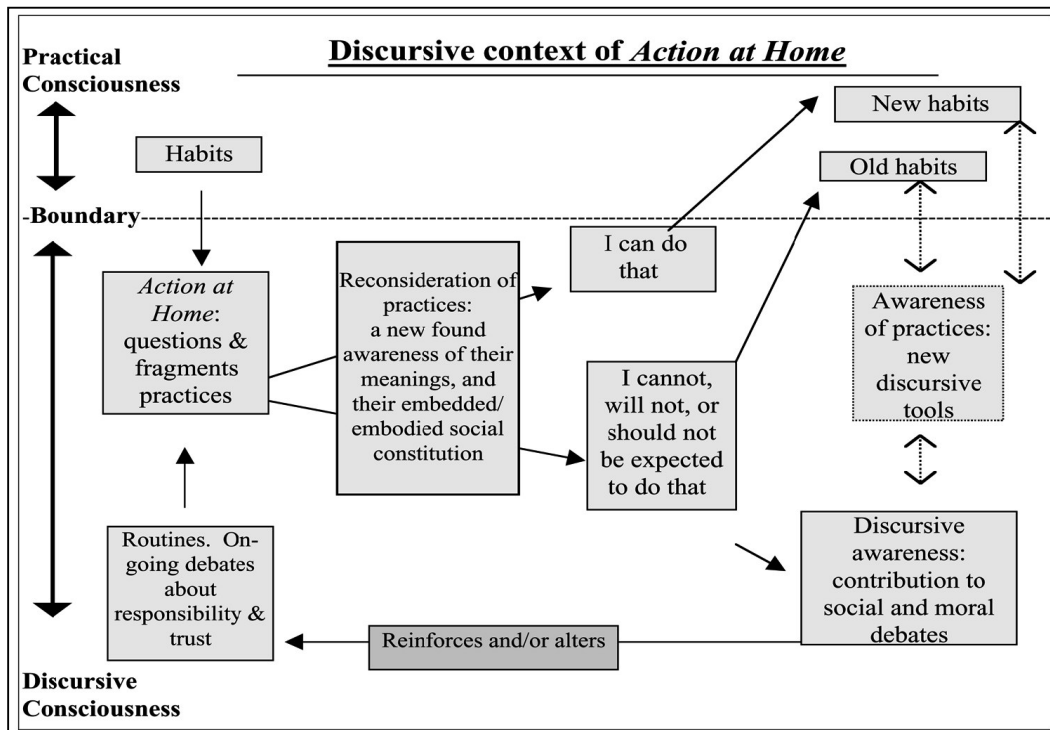 Discursive context of Action at Home
Practical
Consciousness
New habits
Habits
Old habits
Boundary
I can do
that
Action at
Home:
questions &
fragments
practices
Reconsideration of
practices:
a new found
awareness of their
meanings, and
their embedded/
embodied social
constitution
Awareness
of practices:
new
discursive
tools
I cannot,
will not, or
should not
be expected
to do that
Routines. On-
going debates
about
responsibility &
trust
Discursive
awareness:
contribution to
social and moral
debates
Reinforces and/or alters
Discursive
Consciousness